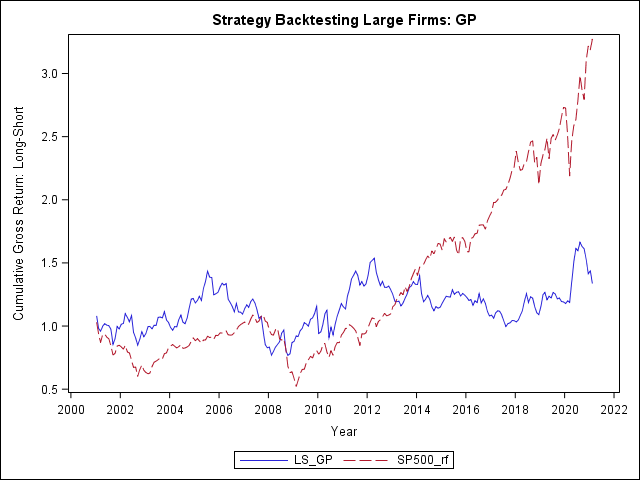 Strategy Backtesting Large Firms: GP
Cumulative Gross Return: Long-Short
3.0
2.5
2.0
1.5
1.0
0.5
2000 2002 2004 2006 2008 2010 2012 2014 2016 2018 2020 2022
Year
LS_GP SP500_rf